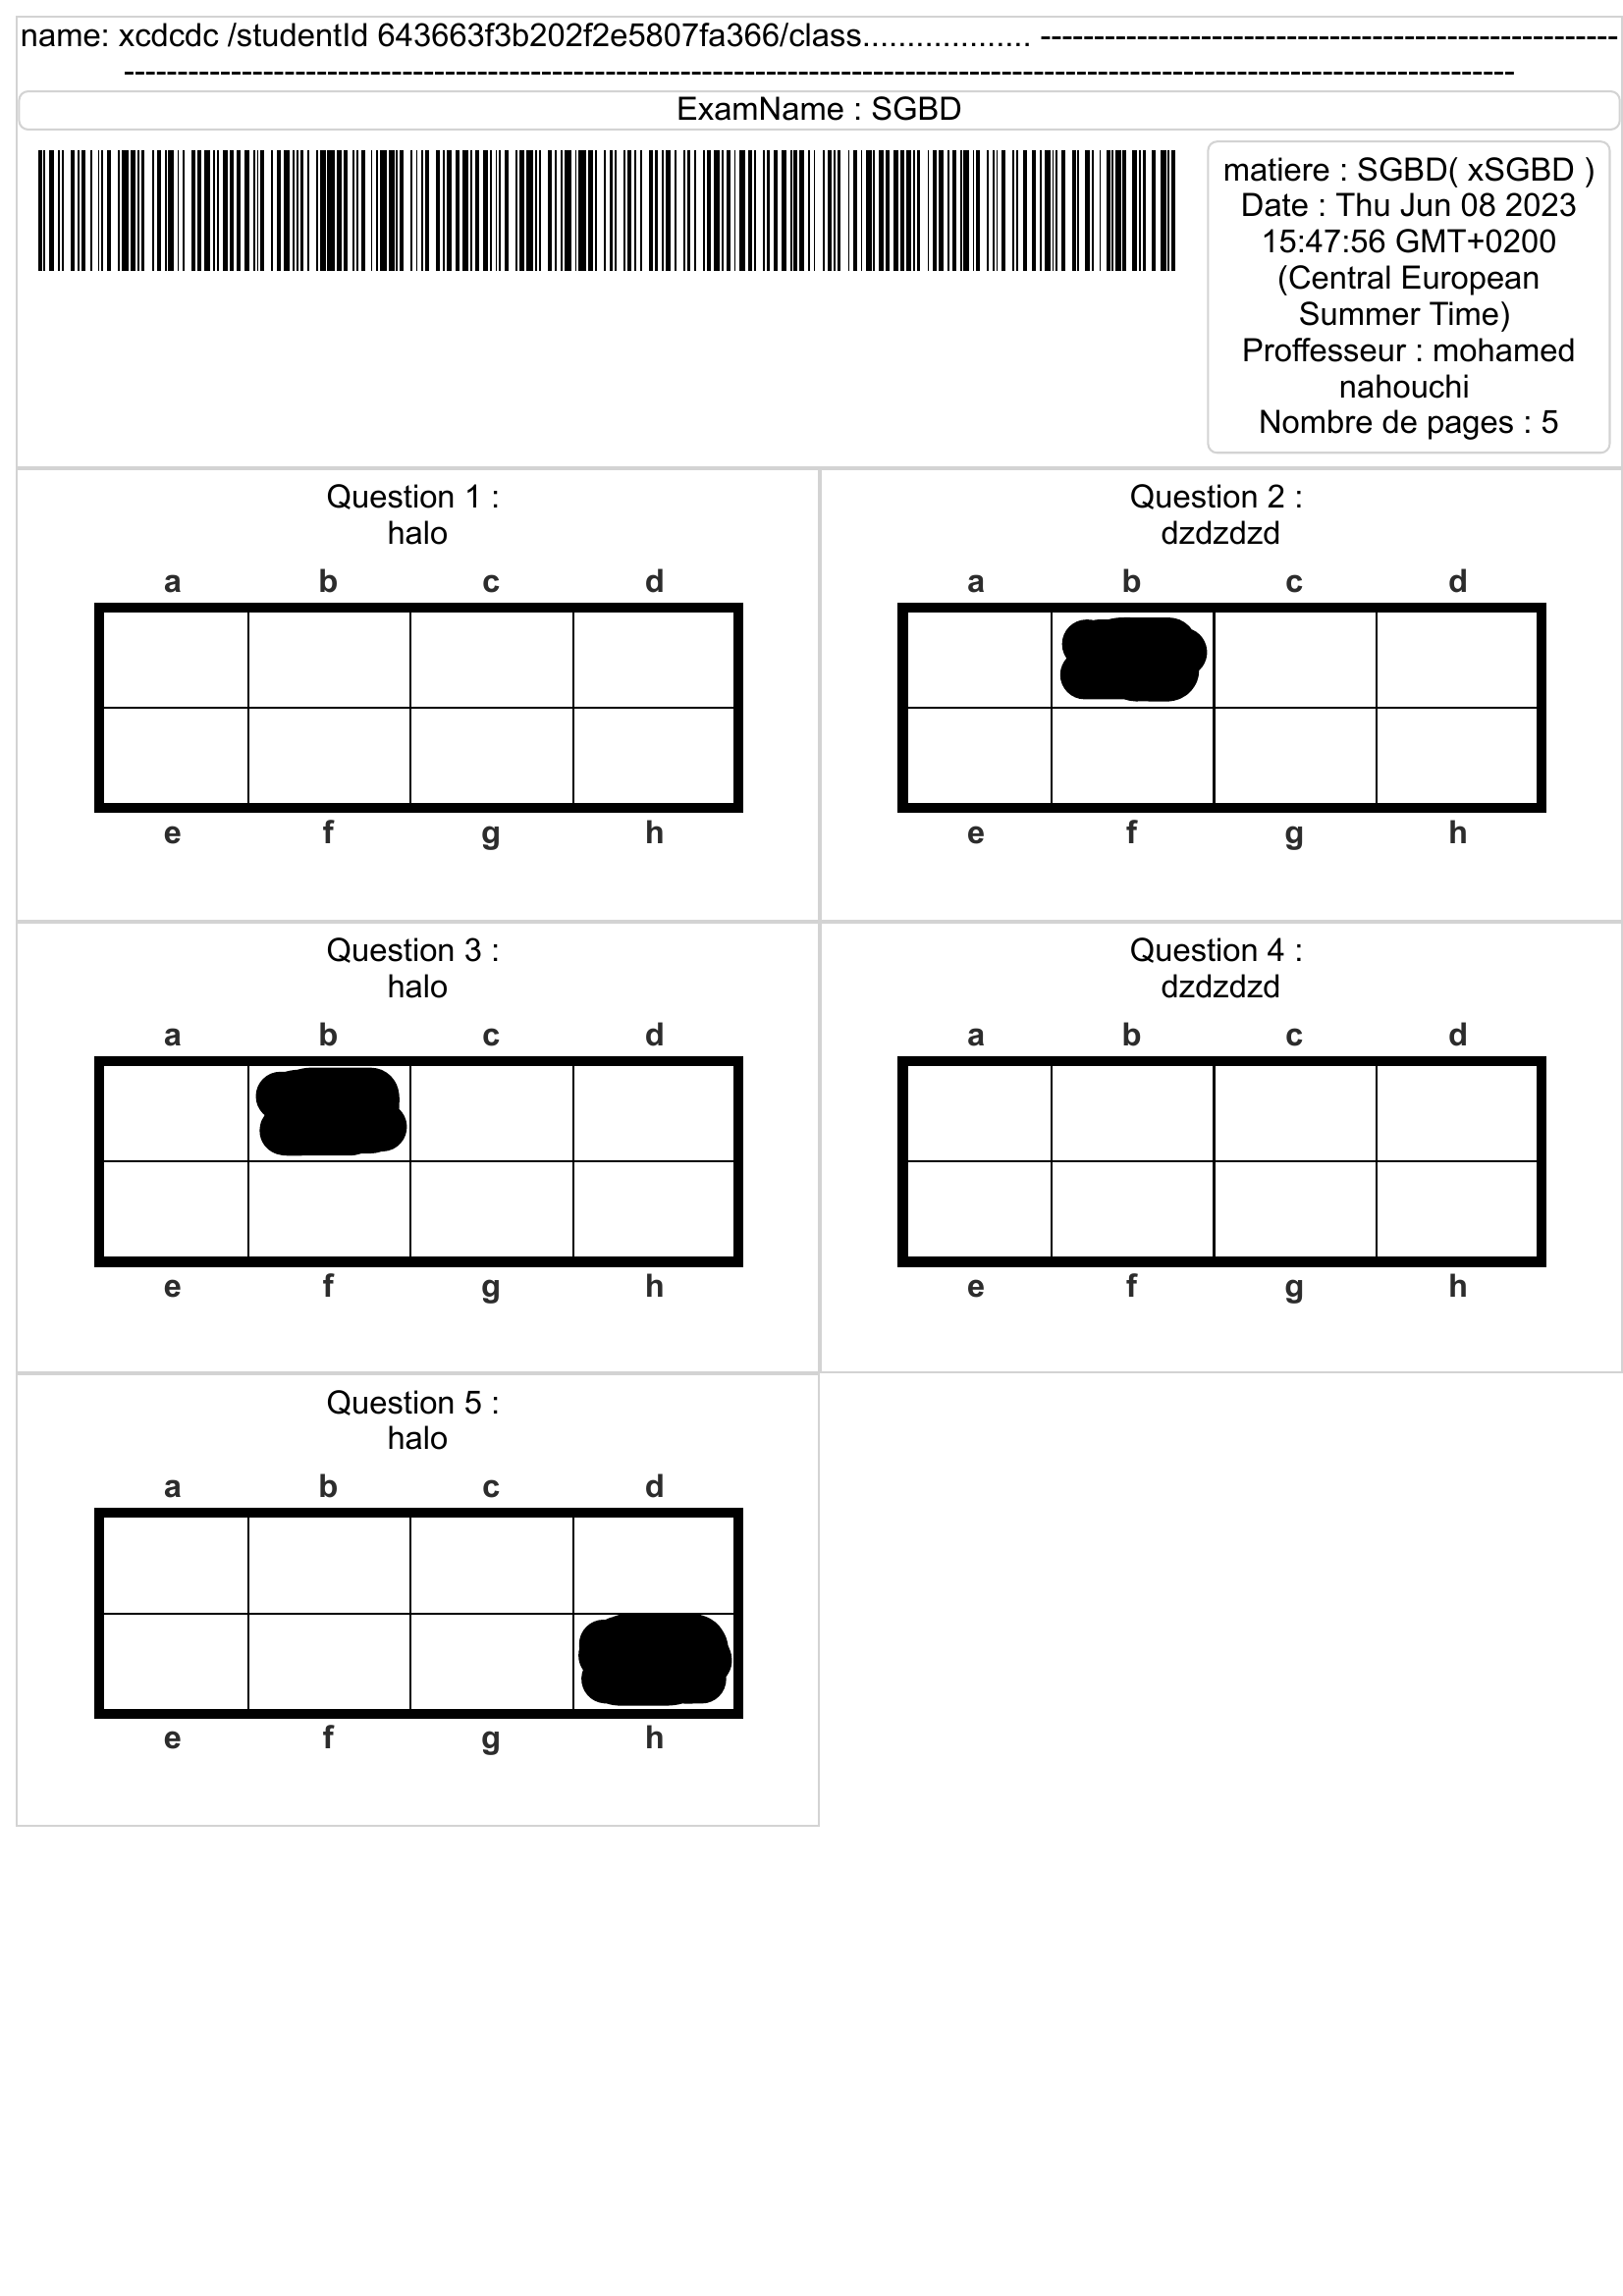 name: xcdcdc /studentId 643663f3b202f2e5807fa366/class................... ------------------------------------------------------
----------------------------------------------------------------------------------------------------------------------------------
ExamName : SGBD
matiere : SGBD( xSGBD )
Date : Thu Jun 08 2023
15:47:56 GMT+0200
(Central European
Summer Time)
Proffesseur : mohamed
nahouchi
Nombre de pages : 5
Question 1 :
halo
a b c d
e f g h
Question 2 :
dzdzdzd
a b c d
e f g h
Question 3 :
halo
a b c d
e f g h
Question 4 :
dzdzdzd
a b c d
e f g h
Question 5 :
halo
a b c d
e f g h